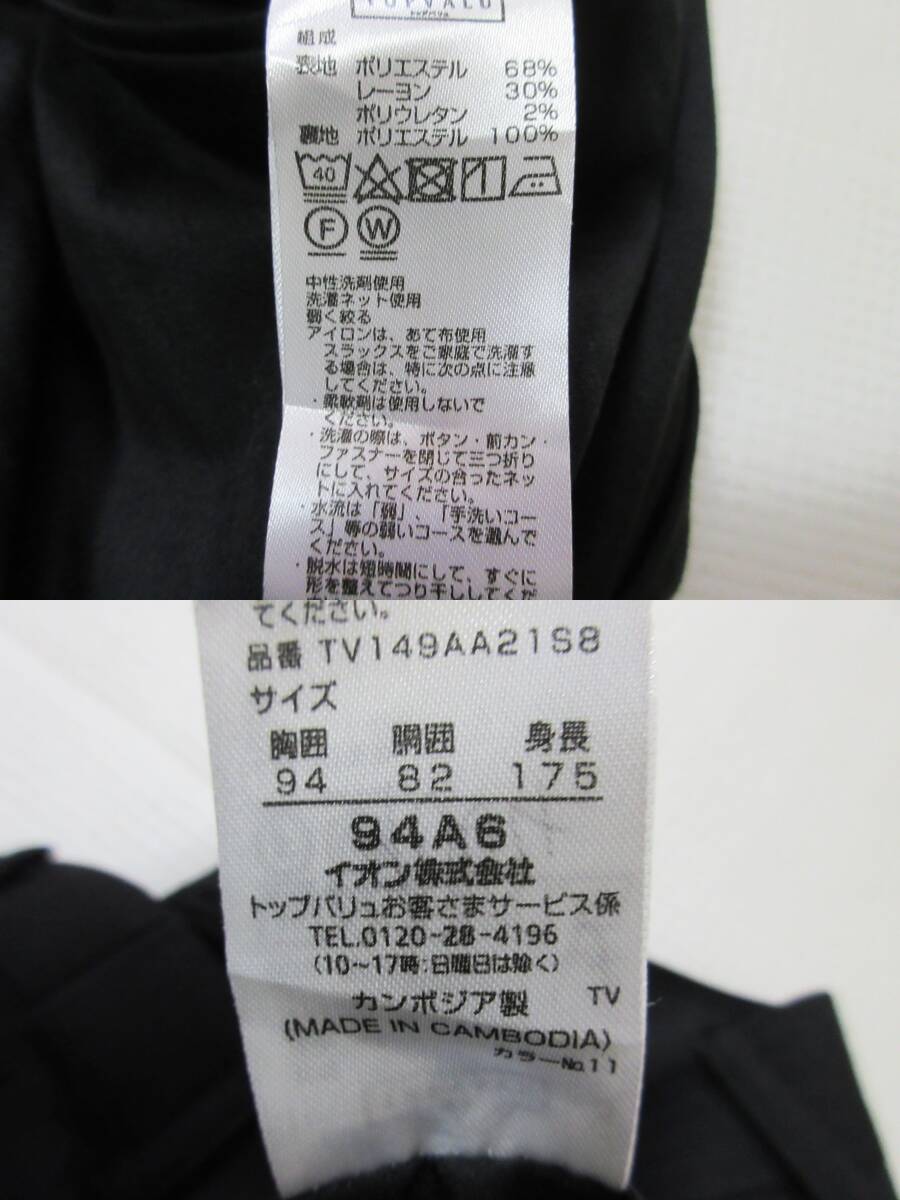 TOPVALU
トップバリュ
組成
表地 ポリエステル 68%
レーヨン 30%
ポリウレタン 2%
裏地 ポリエステル 100%
40
F W
中性洗剤使用
洗濯ネット使用
弱く絞る
アイロンは、あて布使用
スラックスをご家庭で洗濯す
る場合は、特に次の点に注意
してください。
・柔軟剤は使用しないで
ください。
・洗濯の際は、ボタン・前カン・
ファスナーを閉じて三つ折り
にして、サイズの合ったネッ
トに入れてください。
・水流は「弱」、「手洗いコー
ス」等の弱いコースを選んで
ください。
・脱水は短時間にして、すぐに
形を整えてつり干ししてくだ
てください。
品番 TV149AA21S8
サイズ
胸囲 胴囲 身長
94 82 175
94A6
イオン株式会社
トップバリュお客さまサービス係
TEL.0120-28-4196
(10～17時:日曜日は除く)
カンボジア製 TV
(MADE IN CAMBODIA)
カラーNo.11